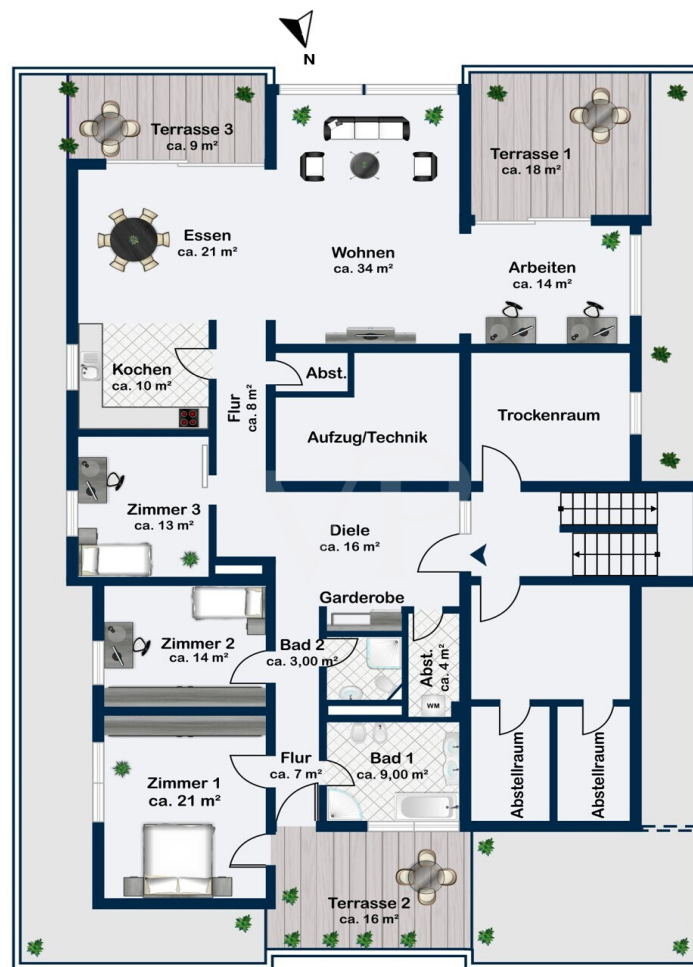 N
Terrasse 3
ca. 9 m²
Terrasse 1
ca. 18 m²
Essen
ca. 21 m²
Wohnen
ca. 34 m²
Arbeiten
ca. 14 m²
Kochen
ca. 10 m²
Flur
ca. 8 m²
Abst.
Aufzug/Technik
Trockenraum
Zimmer 3
ca. 13 m²
Diele
ca. 16 m²
Garderobe
Zimmer 2
ca. 14 m²
Bad 2
ca. 3,00 m²
Abst.
ca. 4 m²
WM
Zimmer 1
ca. 21 m²
Flur
ca. 7 m²
Bad 1
ca. 9,00 m²
Abstellraum
Abstellraum
Terrasse 2
ca. 16 m²